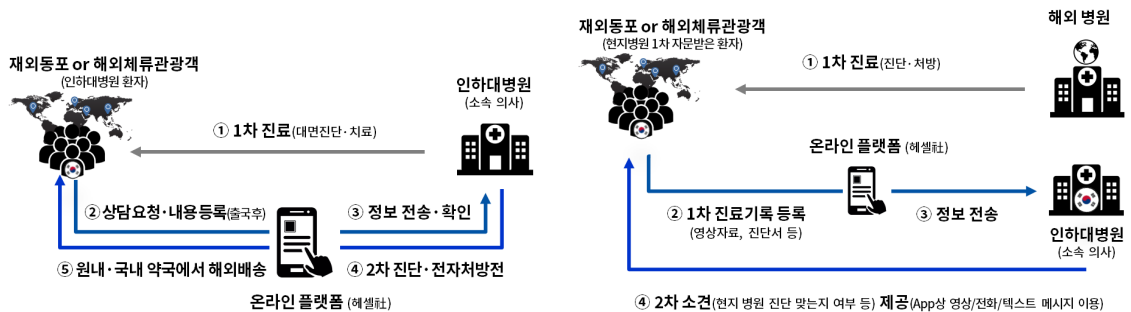 재외동포 or 해외체류관광객
(인하대병원 환자)
인하대병원
(소속 의사)
① 1차 진료(대면진단·치료)
② 상담요청·내용등록(출국후)
③ 정보 전송·확인
⑤ 원내·국내 약국에서 해외배송
④ 2차 진단·전자처방전
온라인 플랫폼 (헤셀社)
해외 병원
재외동포 or 해외체류관광객
(현지병원 1차 자문받은 환자)
① 1차 진료(진단·처방)
온라인 플랫폼 (헤셀社)
② 1차 진료기록 등록
(영상자료, 진단서 등)
③ 정보 전송
인하대병원
(소속 의사)
④ 2차 소견(현지 병원 진단 맞는지 여부 등) 제공(App상 영상/전화/텍스트 메시지 이용)